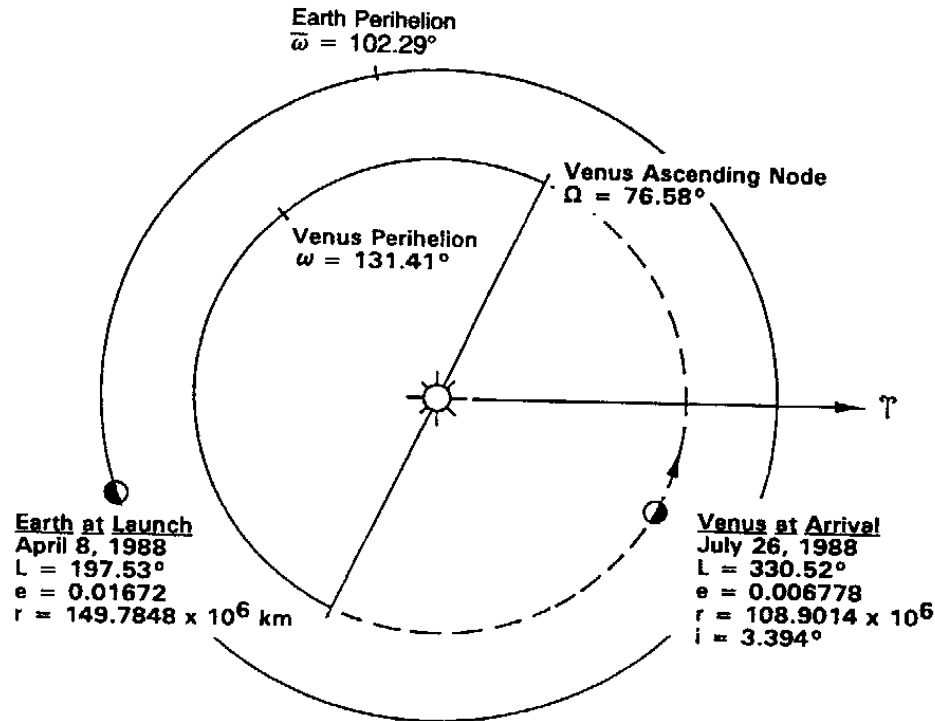 Earth Perihelion
ω̅ = 102.29°
Venus Ascending Node
Ω = 76.58°
Venus Perihelion
ω = 131.41°
♈
Earth at Launch
April 8, 1988
L = 197.53°
e = 0.01672
r = 149.7848 x 10⁶ km
Venus at Arrival
July 26, 1988
L = 330.52°
e = 0.006778
r = 108.9014 x 10⁶
i = 3.394°